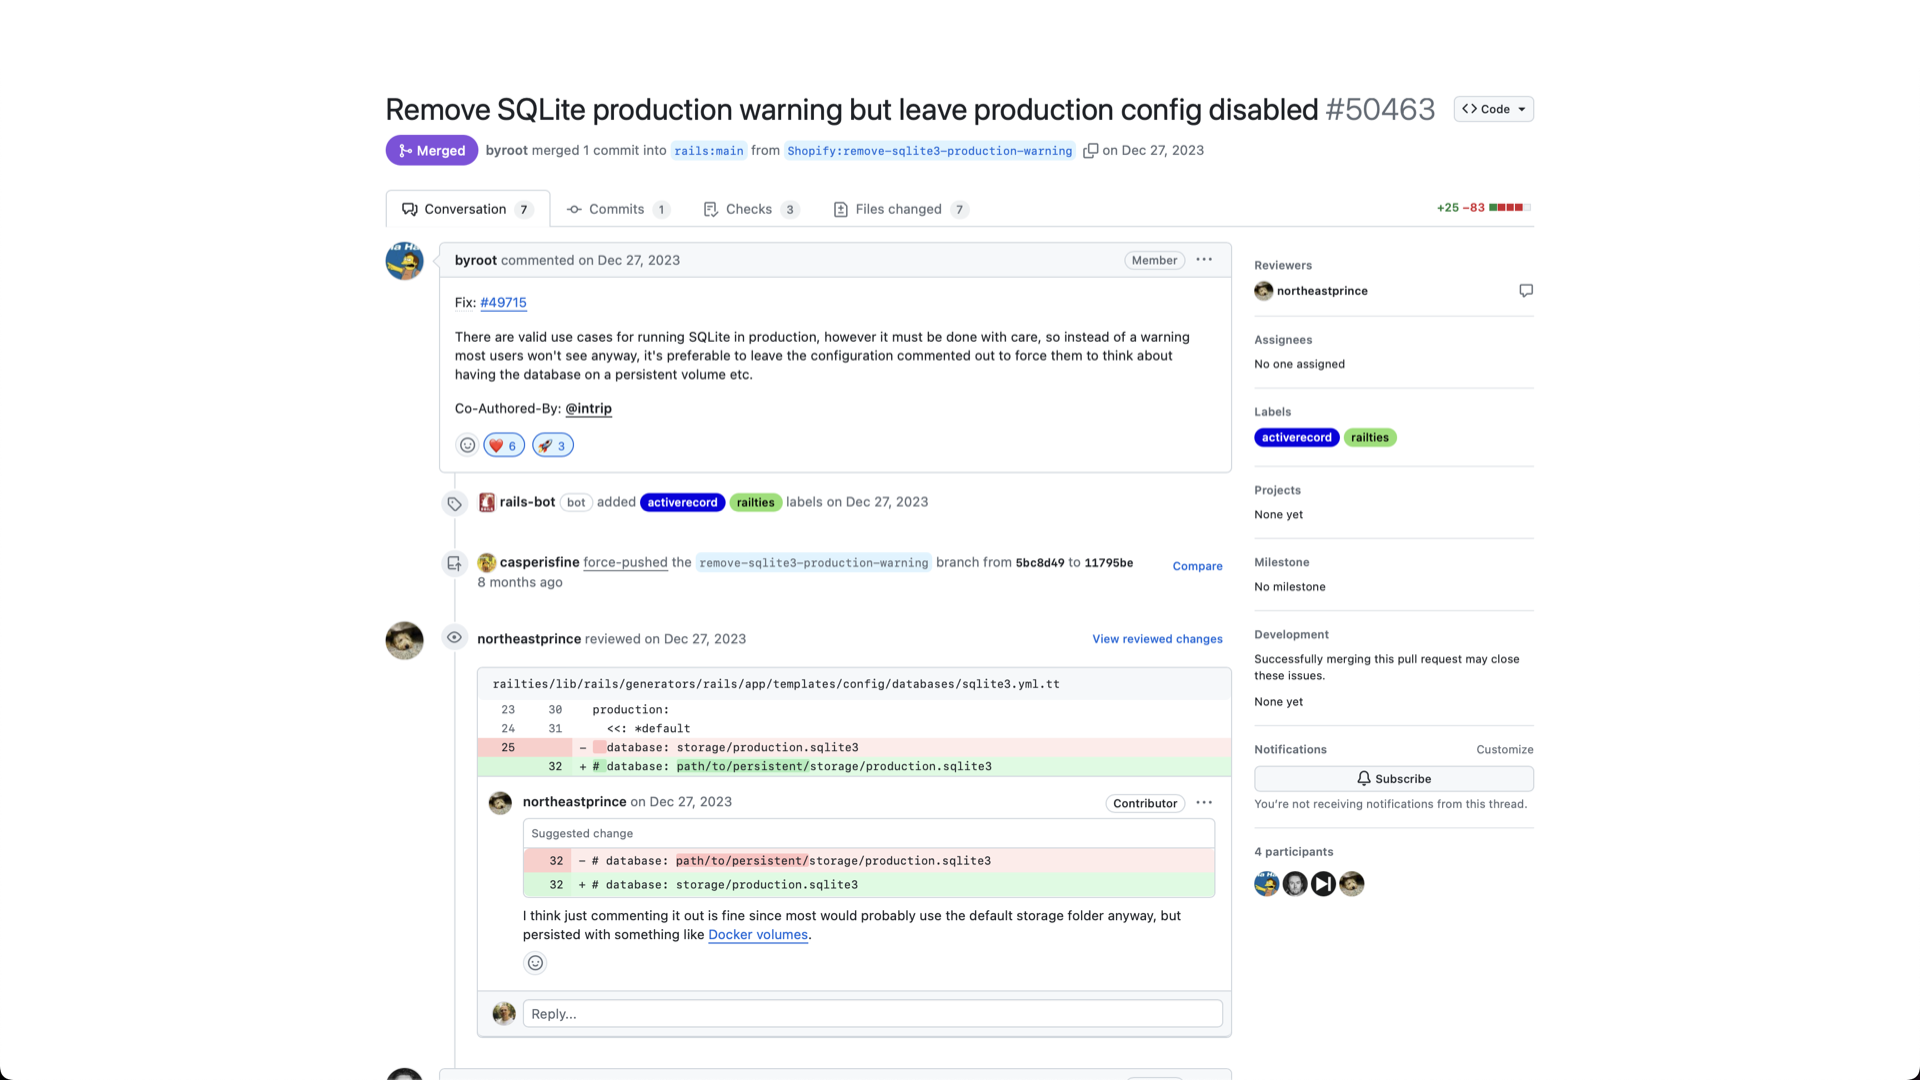 Remove SQLite production warning but leave production config disabled #50463
Code
Merged
byroot merged 1 commit into rails:main from Shopify:remove-sqlite3-production-warning on Dec 27, 2023
Conversation 7
Commits 1
Checks 3
Files changed 7
+25 −83
byroot commented on Dec 27, 2023
Member
Fix: #49715
There are valid use cases for running SQLite in production, however it must be done with care, so instead of a warning
most users won't see anyway, it's preferable to leave the configuration commented out to force them to think about
having the database on a persistent volume etc.
Co-Authored-By: @intrip
6
3
rails-bot bot added activerecord railties labels on Dec 27, 2023
casperisfine force-pushed the remove-sqlite3-production-warning branch from 5bc8d49 to 11795be
8 months ago
Compare
northeastprince reviewed on Dec 27, 2023
View reviewed changes
railties/lib/rails/generators/rails/app/templates/config/databases/sqlite3.yml.tt
23 30 production:
24 31 <<: *default
25 - database: storage/production.sqlite3
32 + # database: path/to/persistent/storage/production.sqlite3
northeastprince on Dec 27, 2023
Contributor
Suggested change
32 - # database: path/to/persistent/storage/production.sqlite3
32 + # database: storage/production.sqlite3
I think just commenting it out is fine since most would probably use the default storage folder anyway, but
persisted with something like Docker volumes.
Reply...
Reviewers
northeastprince
Assignees
No one assigned
Labels
activerecord railties
Projects
None yet
Milestone
No milestone
Development
Successfully merging this pull request may close
these issues.
None yet
Notifications
Customize
Subscribe
You're not receiving notifications from this thread.
4 participants